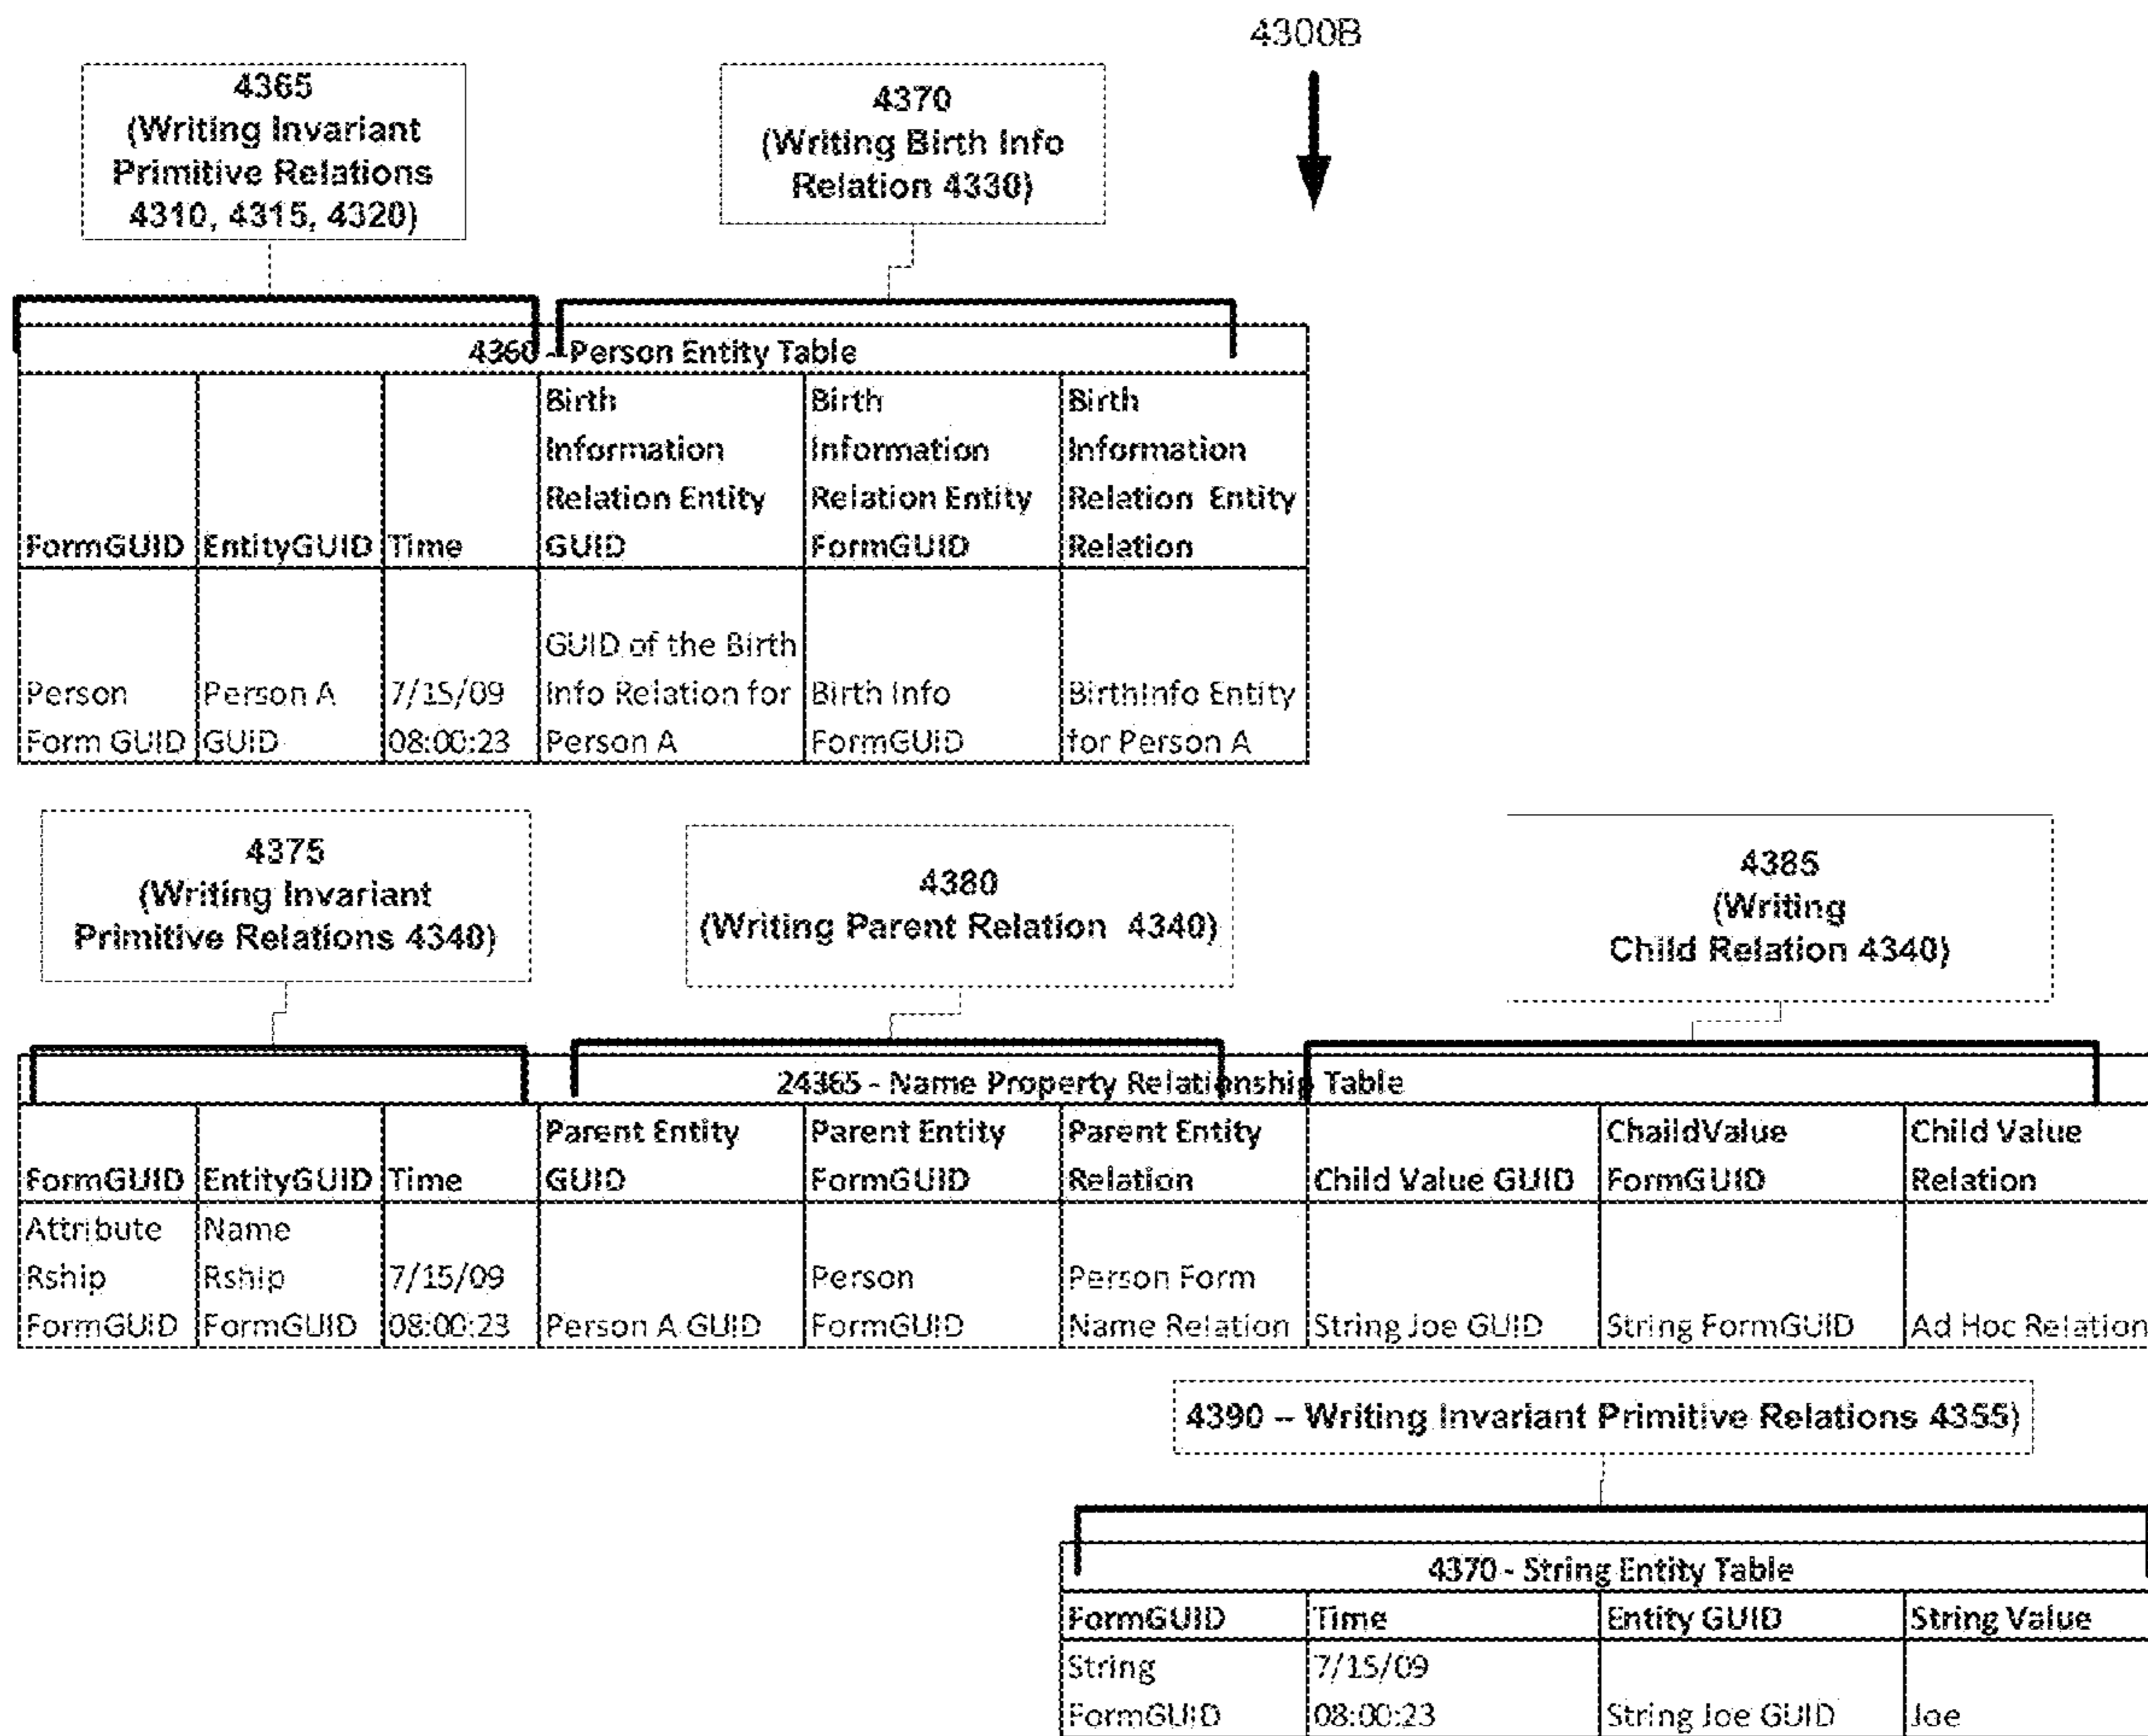 4300B
4365
(Writing Invariant
Primitive Relations
4310, 4315, 4320)
4370
(Writing Birth Info
Relation 4330)
4360 – Person Entity Table
FormGUID
EntityGUID
Time
Birth
Information
Relation Entity
GUID
Birth
Information
Relation Entity
FormGUID
Birth
Information
Relation Entity
Relation
Person
Form GUID
Person A
GUID
7/15/09
08:00:23
GUID of the Birth
Info Relation for
Person A
Birth Info
FormGUID
BirthInfo Entity
for Person A
4375
(Writing Invariant
Primitive Relations 4340)
4380
(Writing Parent Relation 4340)
4385
(Writing
Child Relation 4340)
24365 - Name Property Relationship Table
FormGUID
EntityGUID
Time
Parent Entity
GUID
Parent Entity
FormGUID
Parent Entity
Relation
Child Value GUID
ChaildValue
FormGUID
Child Value
Relation
Attribute
Rship
FormGUID
Name
Rship
FormGUID
7/15/09
08:00:23
Person A GUID
Person
FormGUID
Person Form
Name Relation
String Joe GUID
String FormGUID
Ad Hoc Relation
4390 – Writing Invariant Primitive Relations 4355)
4370 - String Entity Table
FormGUID
Time
Entity GUID
String Value
String
FormGUID
7/15/09
08:00:23
String Joe GUID
Joe